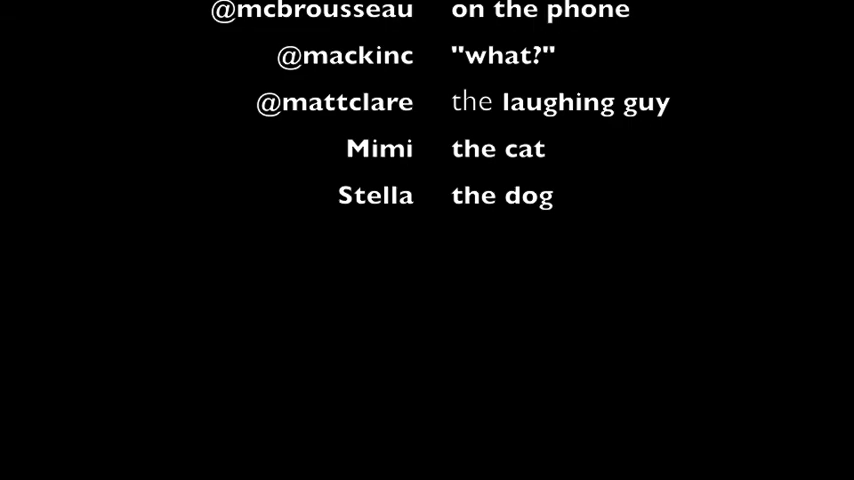 @mcbrousseau on the phone
@mackinc "what?"
@mattclare the laughing guy
Mimi the cat
Stella the dog